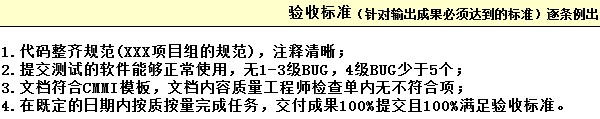 验收标准（针对输出成果必须达到的标准）逐条例出
1.代码整齐规范(XXX项目组的规范)，注释清晰；
2.提交测试的软件能够正常使用，无1-3级BUG，4级BUG少于5个；
3.文档符合CMMI模板，文档内容质量工程师检查单内无不符合项；
4.在既定的日期内按质按量完成任务，交付成果100%提交且100%满足验收标准。